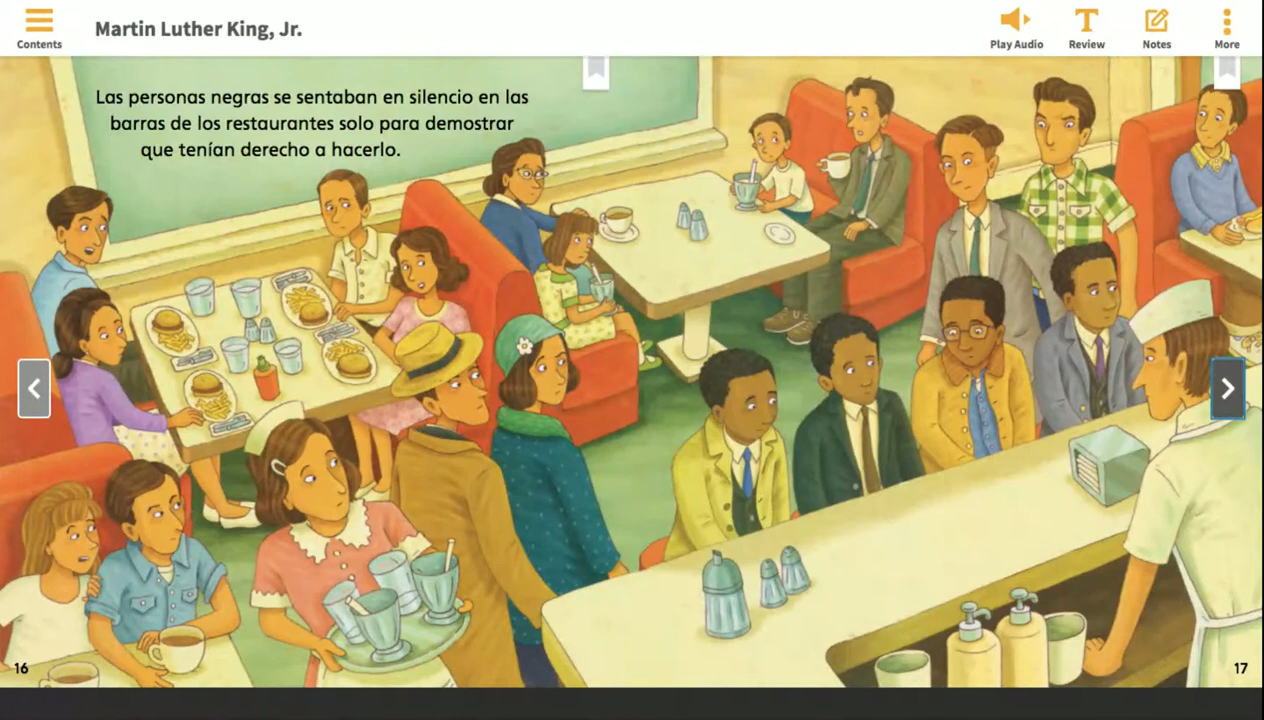 Contents
Martin Luther King, Jr.
Play Audio
Review
Notes
More
Las personas negras se sentaban en silencio en las
barras de los restaurantes solo para demostrar
que tenían derecho a hacerlo.
16
17